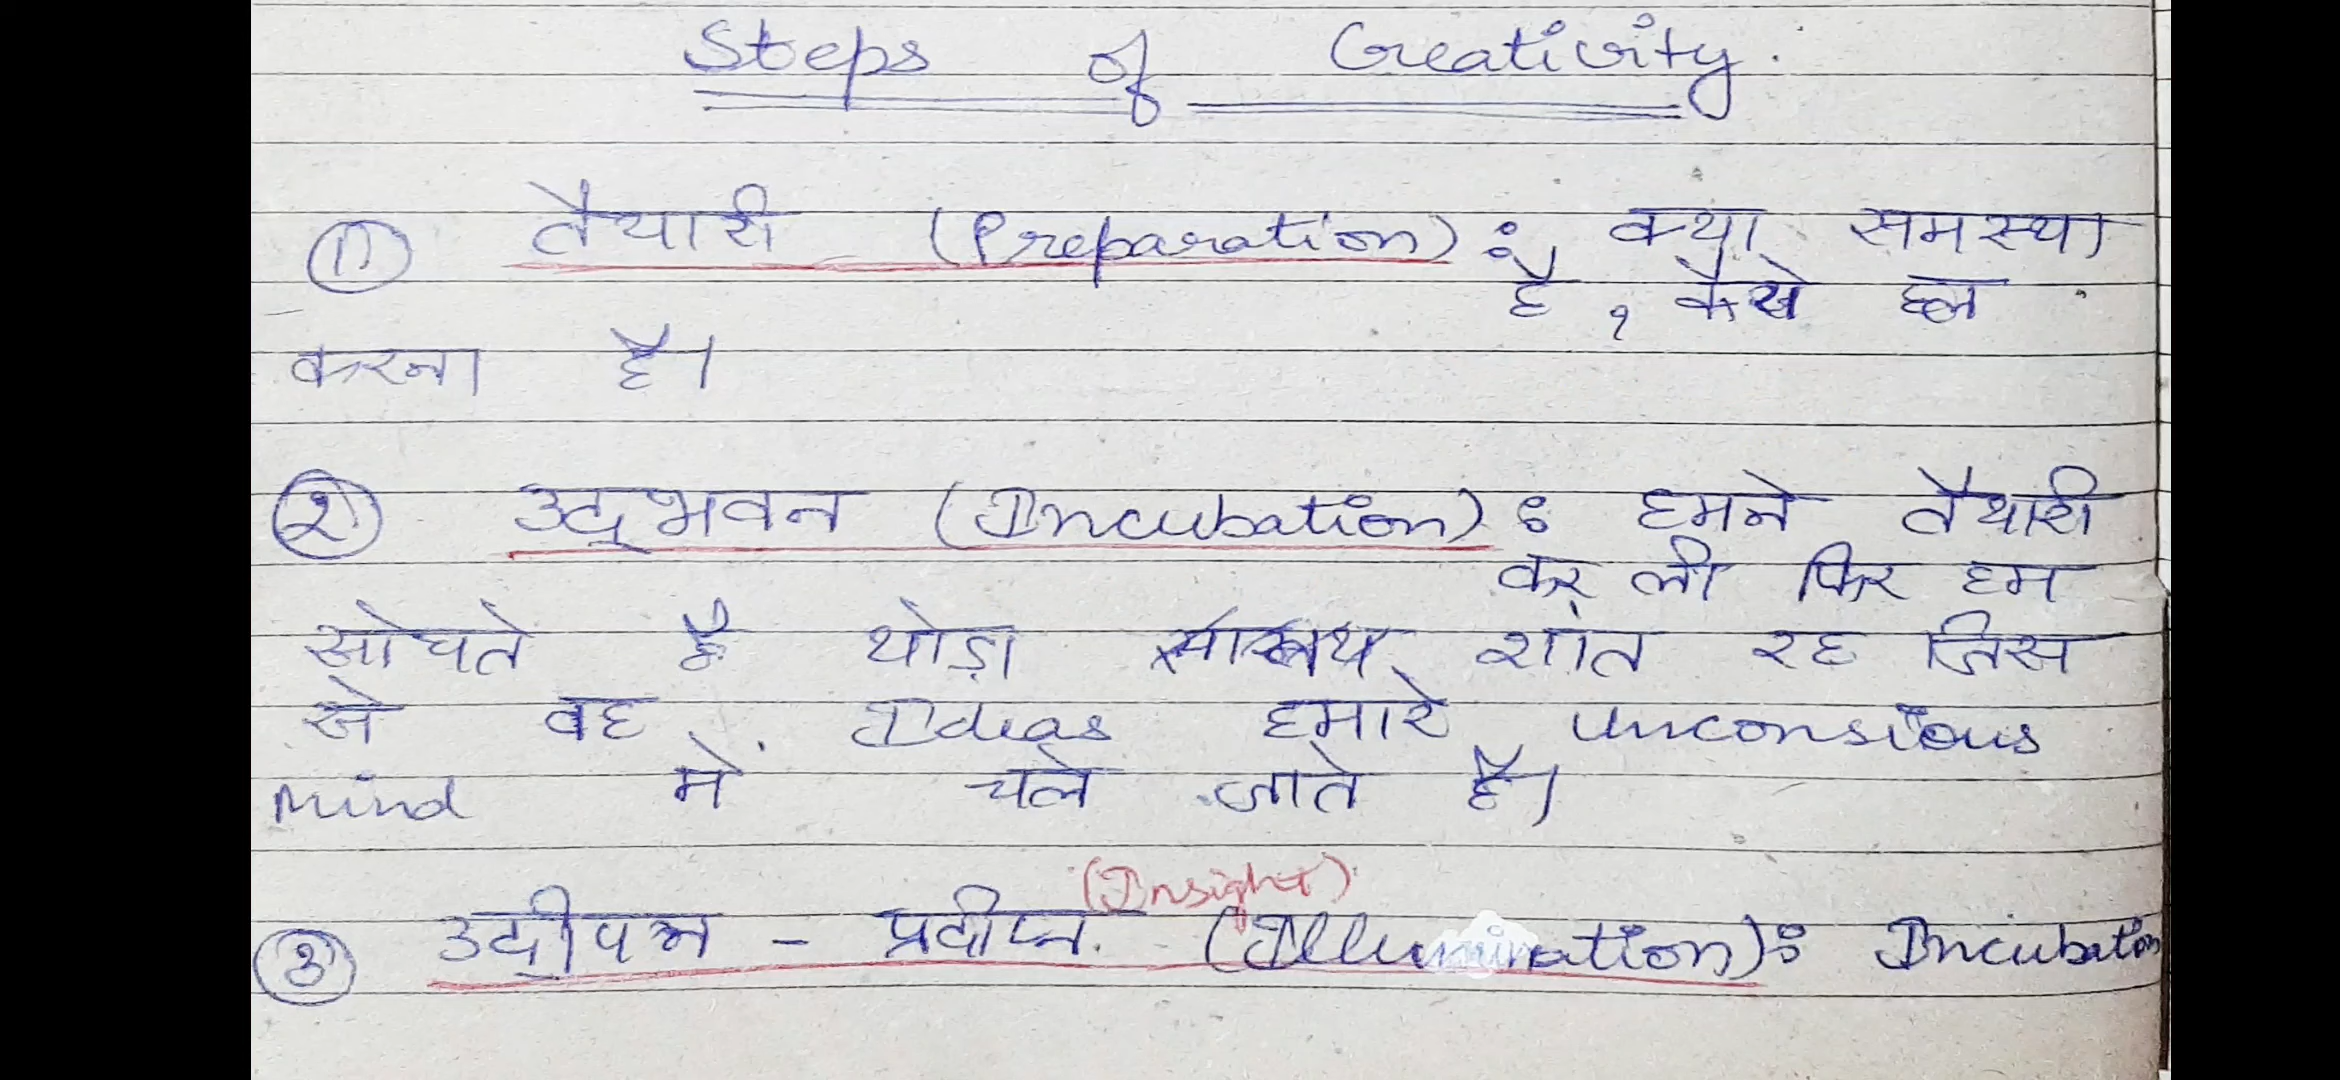 Steps of Creativity.
① तैयारी (Preparation) : क्या समस्या
है, कैसे हल
करना है।
② उद्भवन (Incubation) : हमने तैयारी
कर ली फिर हम
सोचते है थोड़ा शांत रह जिस
से वह Ideas हमारे unconsious
mind में चले जाते है।
(Insight)
③ उद्दीपन - प्रदीप्न (Illumination): Incubation